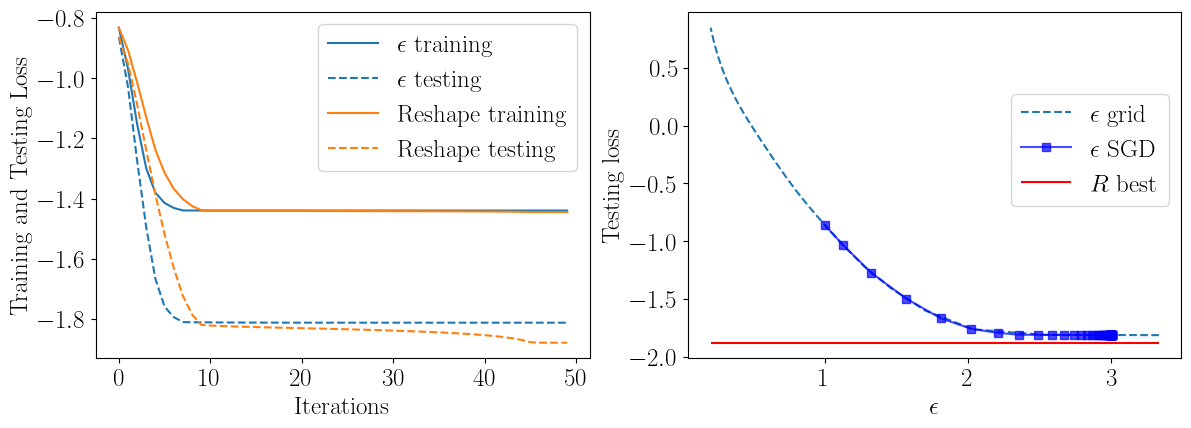 Training and Testing Loss
−0.8
−1.0
−1.2
−1.4
−1.6
−1.8
ϵ training
ϵ testing
Reshape training
Reshape testing
0 10 20 30 40 50
Iterations
Testing loss
0.5
0.0
−0.5
−1.0
−1.5
−2.0
ϵ grid
ϵ SGD
R best
1 2 3
ϵ